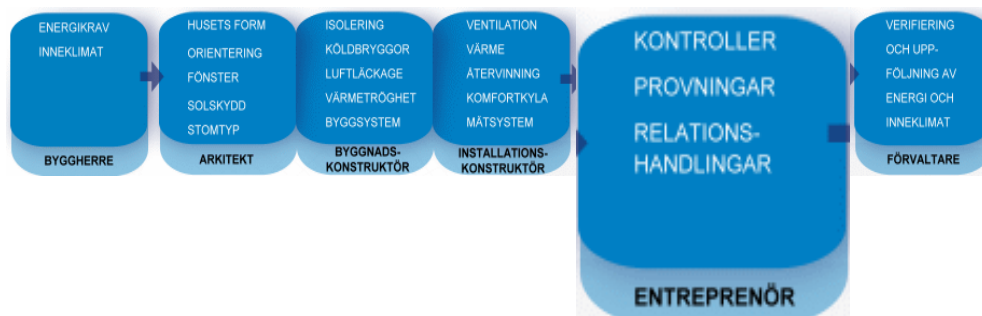 ENERGIKRAV
INNEKLIMAT
BYGGHERRE
HUSETS FORM
ORIENTERING
FÖNSTER
SOLSKYDD
STOMTYP
ARKITEKT
ISOLERING
KÖLDBRYGGOR
LUFTLÄCKAGE
VÄRMETRÖGHET
BYGGSYSTEM
BYGGNADS-
KONSTRUKTÖR
VENTILATION
VÄRME
ÅTERVINNING
KOMFORTKYLA
MÄTSYSTEM
INSTALLATIONS-
KONSTRUKTÖR
KONTROLLER
PROVNINGAR
RELATIONS-
HANDLINGAR
ENTREPRENÖR
VERIFIERING
OCH UPP-
FÖLJNING AV
ENERGI OCH
INNEKLIMAT
FÖRVALTARE